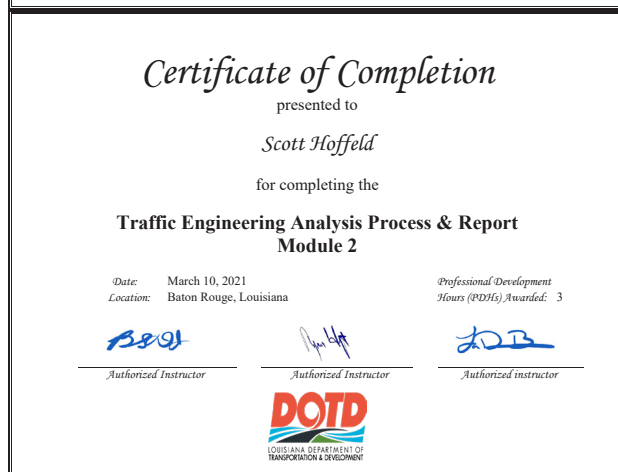 Certificate of Completion
presented to
Scott Hoffeld
for completing the
Traffic Engineering Analysis Process & Report
Module 2
Date: March 10, 2021
Location: Baton Rouge, Louisiana
Professional Development
Hours (PDHs) Awarded: 3
Authorized Instructor
Authorized Instructor
Authorized instructor
DOTD
LOUISIANA DEPARTMENT OF
TRANSPORTATION & DEVELOPMENT